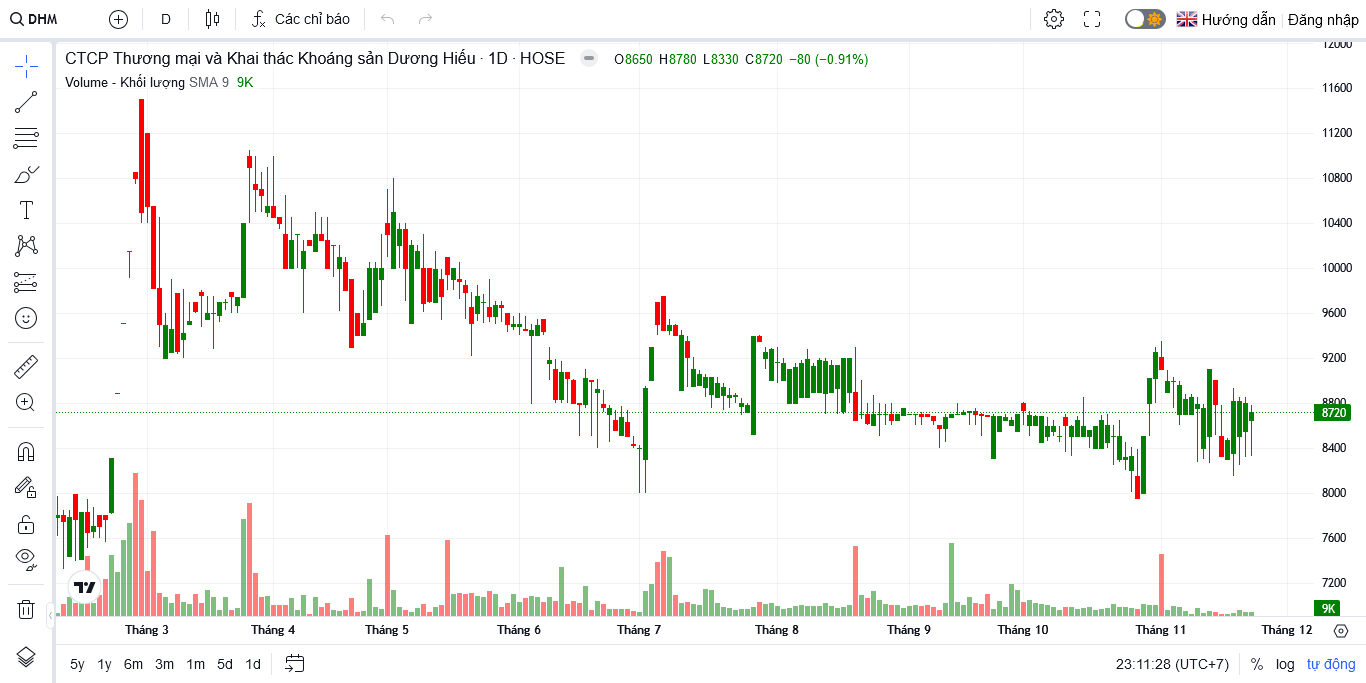 DHM D Các chỉ báo Hướng dẫn Đăng nhập
CTCP Thương mại và Khai thác Khoáng sản Dương Hiếu · 1D · HOSE O8650 H8780 L8330 C8720 −80 (−0.91%)
Volume - Khối lượng SMA 9 9K
12000
11600
11200
10800
10400
10000
9600
9200
8800
8720
8400
8000
7600
7200
9K
Tháng 3 Tháng 4 Tháng 5 Tháng 6 Tháng 7 Tháng 8 Tháng 9 Tháng 10 Tháng 11 Tháng 12
5y 1y 6m 3m 1m 5d 1d 23:11:28 (UTC+7) % log tự động